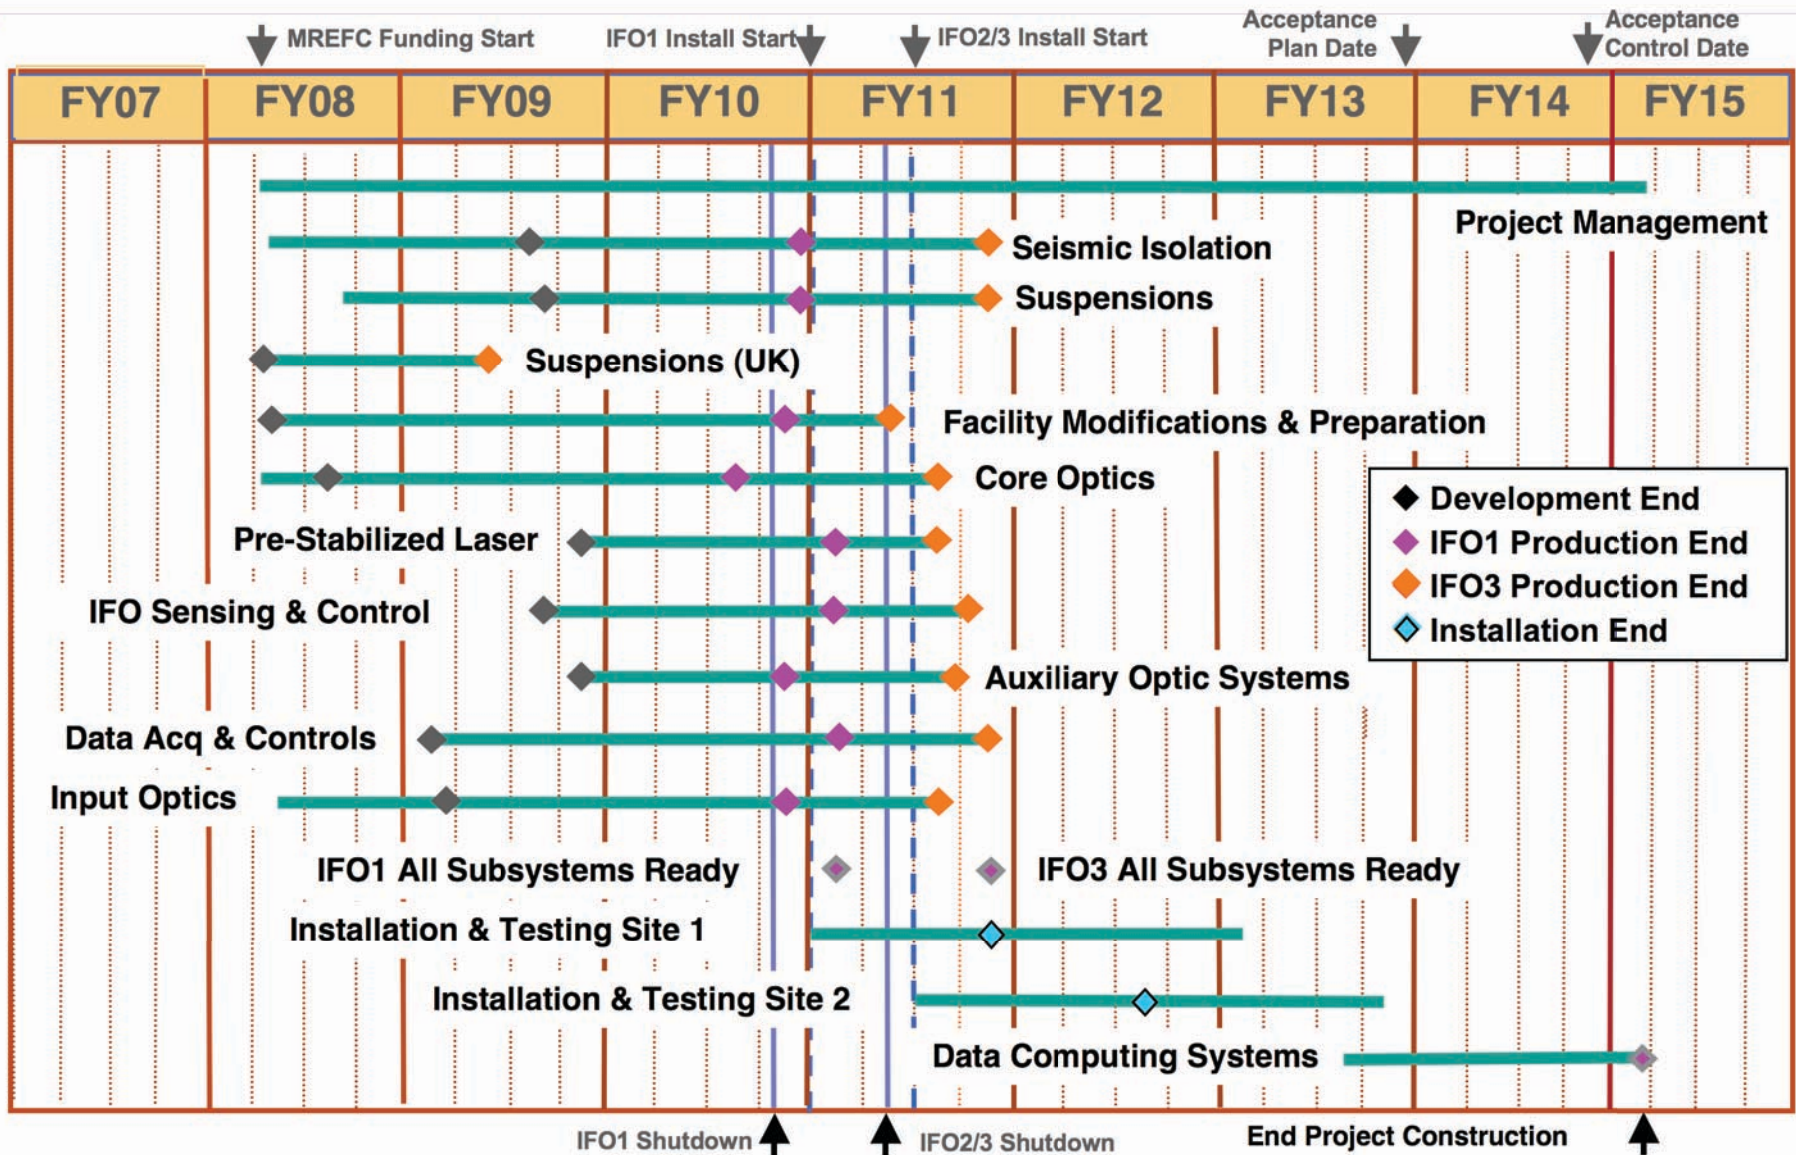 MREFC Funding Start
IFO1 Install Start
IFO2/3 Install Start
Acceptance
Plan Date
Acceptance
Control Date
FY07 FY08 FY09 FY10 FY11 FY12 FY13 FY14 FY15
Project Management
Seismic Isolation
Suspensions
Suspensions (UK)
Facility Modifications & Preparation
Core Optics
Development End
IFO1 Production End
IFO3 Production End
Installation End
Pre-Stabilized Laser
IFO Sensing & Control
Auxiliary Optic Systems
Data Acq & Controls
Input Optics
IFO1 All Subsystems Ready
IFO3 All Subsystems Ready
Installation & Testing Site 1
Installation & Testing Site 2
Data Computing Systems
IFO1 Shutdown
IFO2/3 Shutdown
End Project Construction